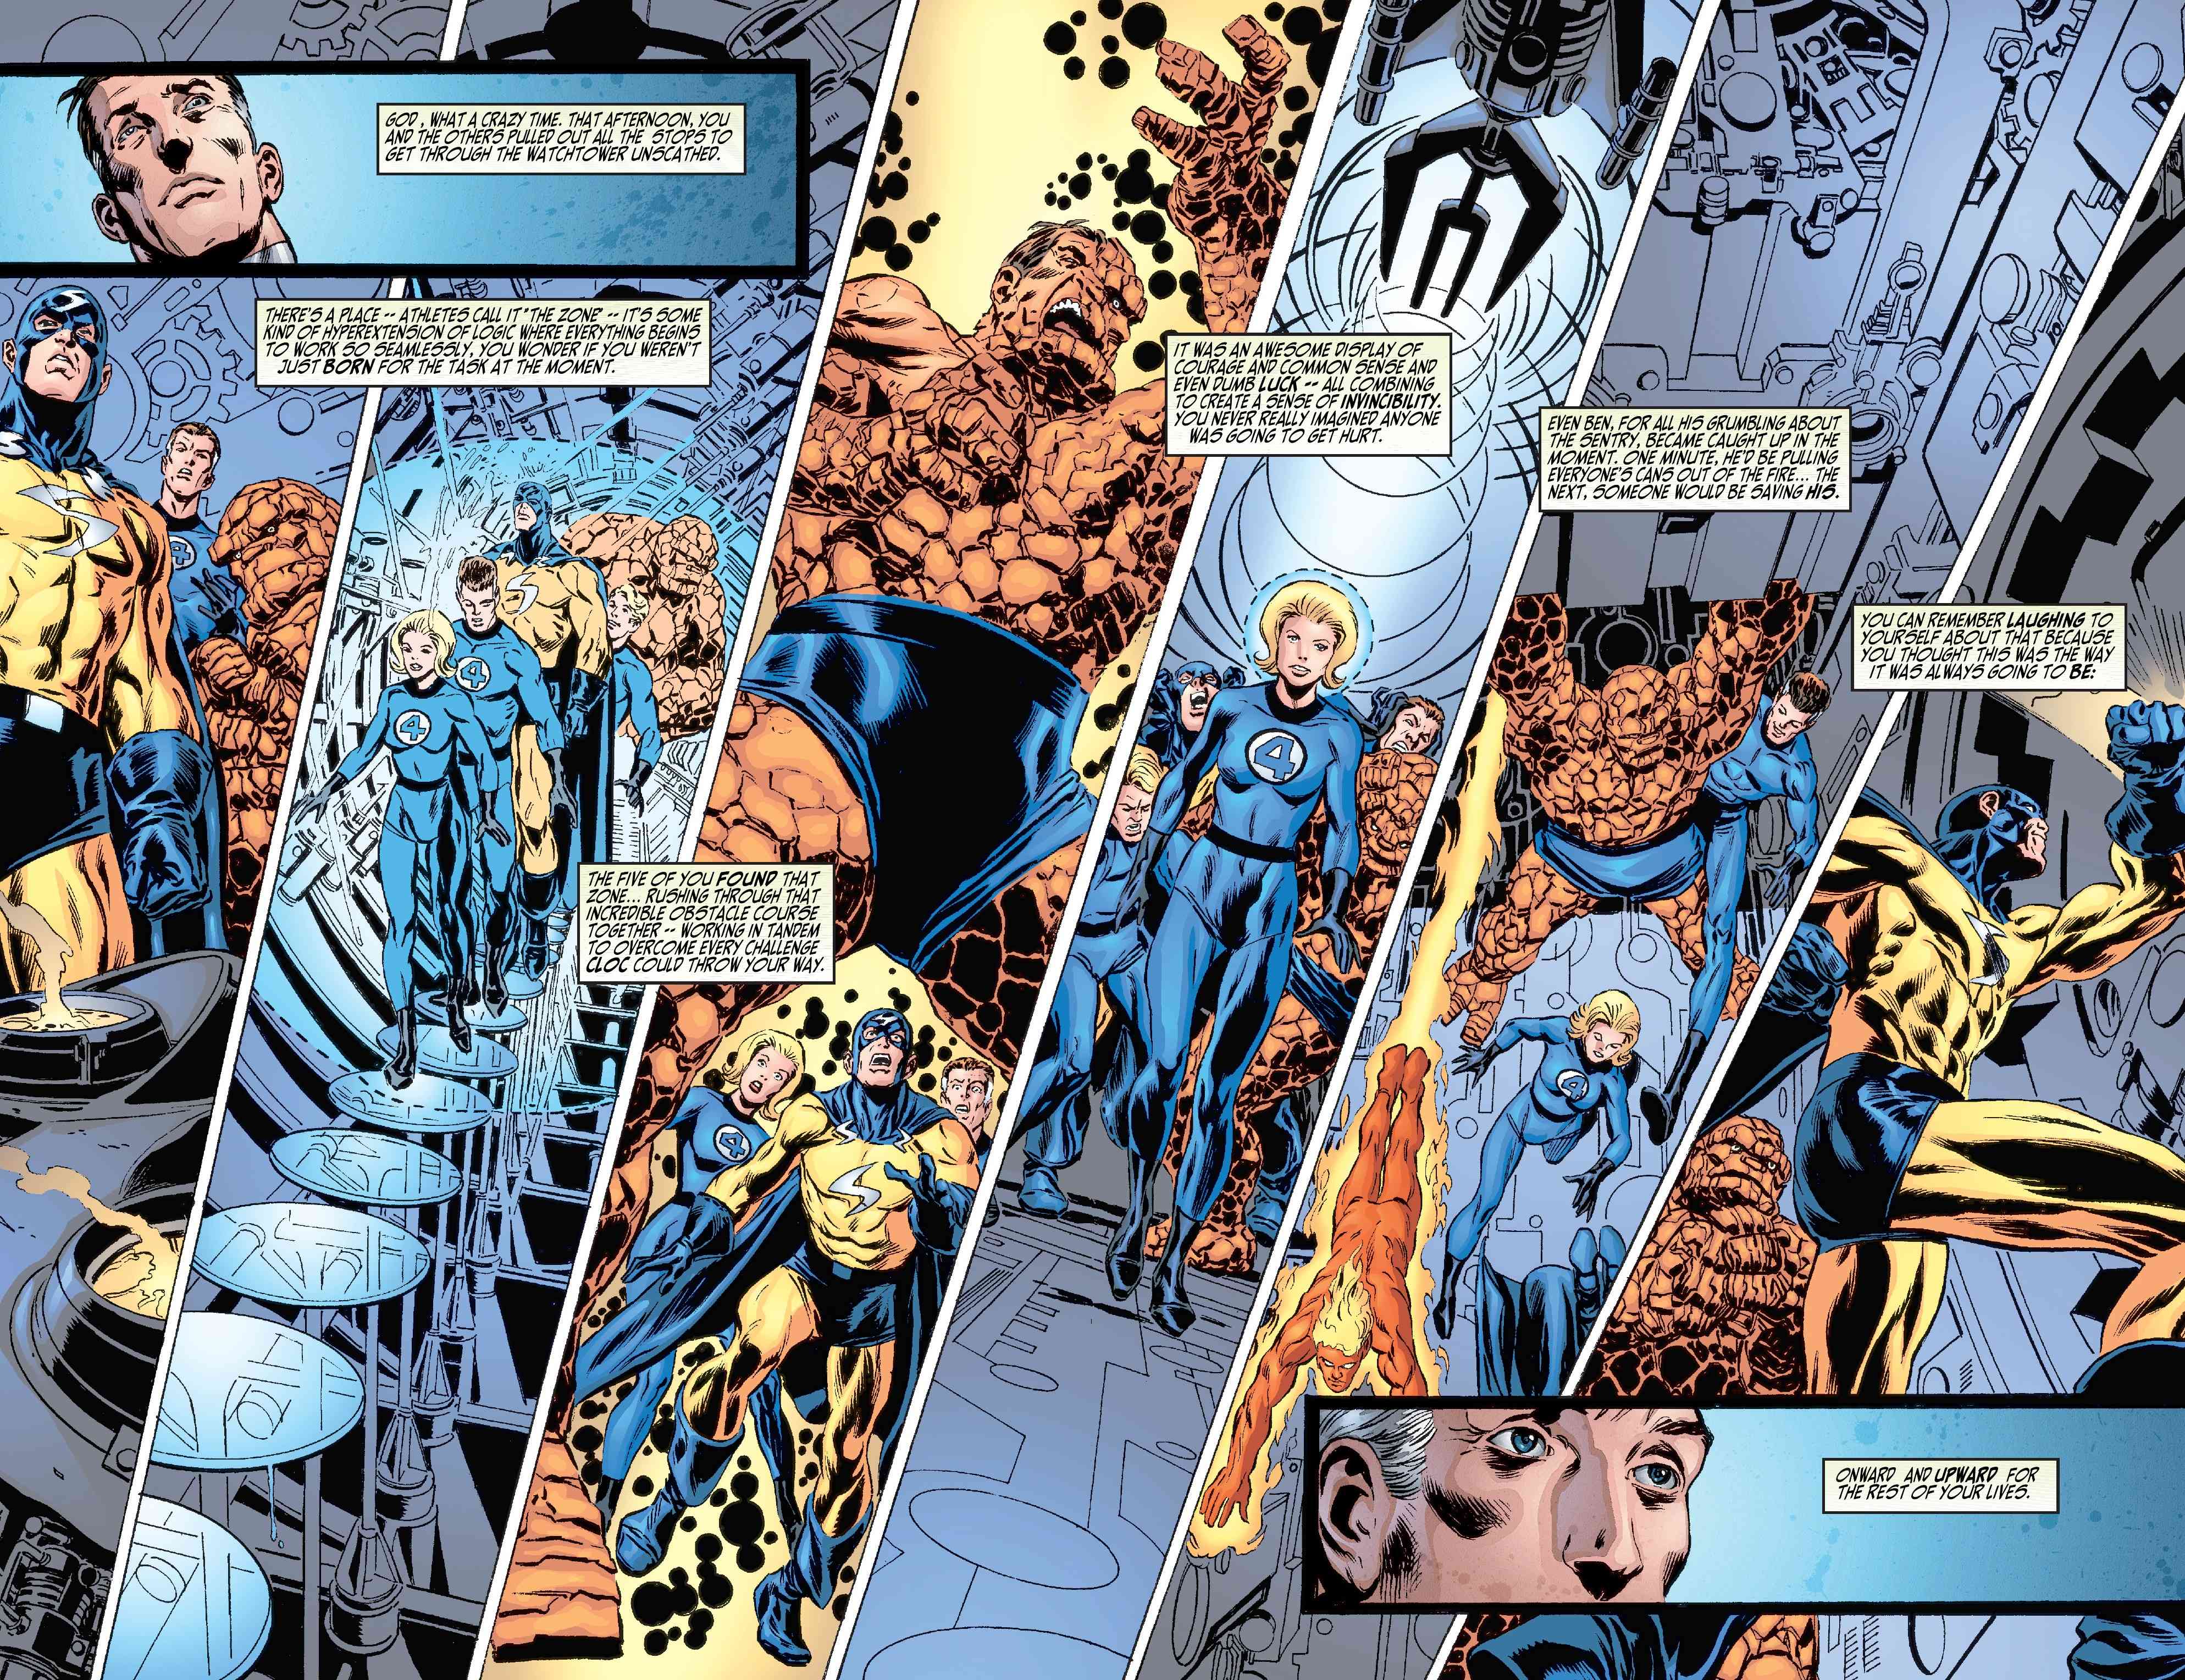 GOD, WHAT A CRAZY TIME. THAT AFTERNOON, YOU
AND THE OTHERS PULLED OUT ALL THE STOPS TO
GET THROUGH THE WATCHTOWER UNSCATHED.
THERE'S A PLACE -- ATHLETES CALL IT "THE ZONE" -- IT'S SOME
KIND OF HYPEREXTENSION OF LOGIC WHERE EVERYTHING BEGINS
TO WORK SO SEAMLESSLY, YOU WONDER IF YOU WEREN'T
JUST BORN FOR THE TASK AT THE MOMENT.
THE FIVE OF YOU FOUND THAT
ZONE... RUSHING THROUGH THAT
INCREDIBLE OBSTACLE COURSE
TOGETHER -- WORKING IN TANDEM
TO OVERCOME EVERY CHALLENGE
CLOC COULD THROW YOUR WAY.
IT WAS AN AWESOME DISPLAY OF
COURAGE AND COMMON SENSE AND
EVEN DUMB LUCK -- ALL COMBINING
TO CREATE A SENSE OF INVINCIBILITY.
YOU NEVER REALLY IMAGINED ANYONE
WAS GOING TO GET HURT.
EVEN BEN, FOR ALL HIS GRUMBLING ABOUT
THE SENTRY, BECAME CAUGHT UP IN THE
MOMENT. ONE MINUTE, HE'D BE PULLING
EVERYONE'S CANS OUT OF THE FIRE... THE
NEXT, SOMEONE WOULD BE SAVING HIS.
YOU CAN REMEMBER LAUGHING TO
YOURSELF ABOUT THAT BECAUSE
YOU THOUGHT THIS WAS THE WAY
IT WAS ALWAYS GOING TO BE:
ONWARD AND UPWARD FOR
THE REST OF YOUR LIVES.
S
4
4
S
4
4
S
4
4